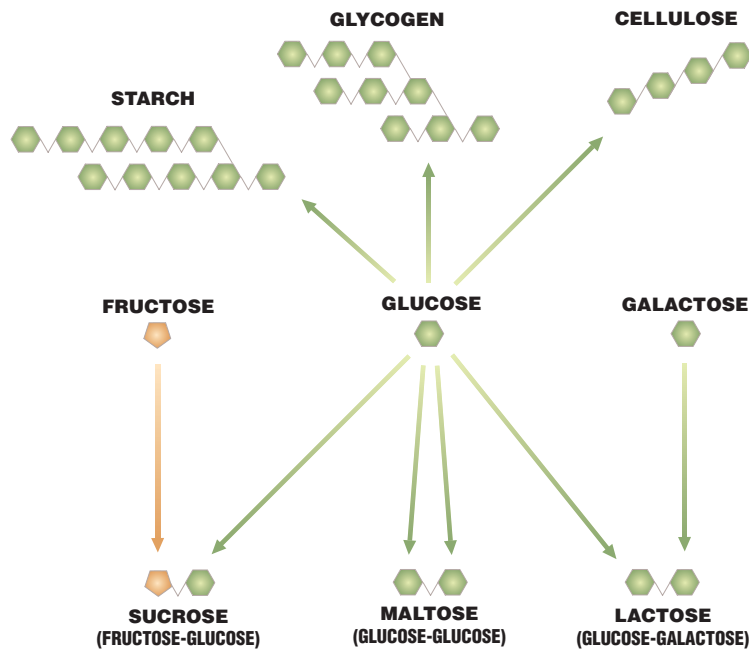 GLYCOGEN
CELLULOSE
STARCH
FRUCTOSE
GLUCOSE
GALACTOSE
SUCROSE
(FRUCTOSE-GLUCOSE)
MALTOSE
(GLUCOSE-GLUCOSE)
LACTOSE
(GLUCOSE-GALACTOSE)